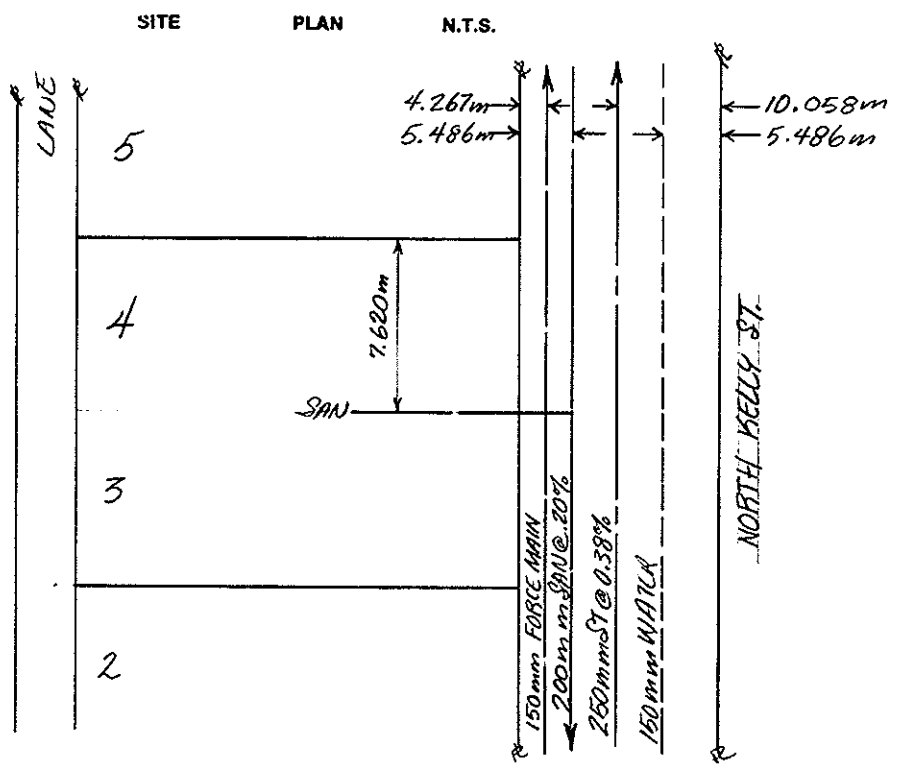 SITE PLAN N.T.S.
LANE
4.267m
10.058m
5.486m
5.486m
5
7.620m
4
SAN
3
2
150mm FORCE MAIN
200mm SAN @ .20%
250mm ST @ 0.38%
150mm WATER
NORTH KELLY ST.